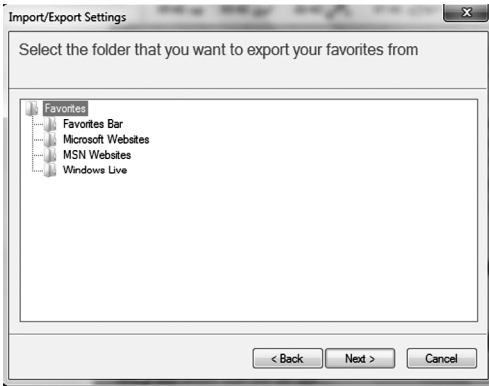 Import/Export Settings
Select the folder that you want to export your favorites from
Favorites
Favorites Bar
Microsoft Websites
MSN Websites
Windows Live
< Back Next > Cancel